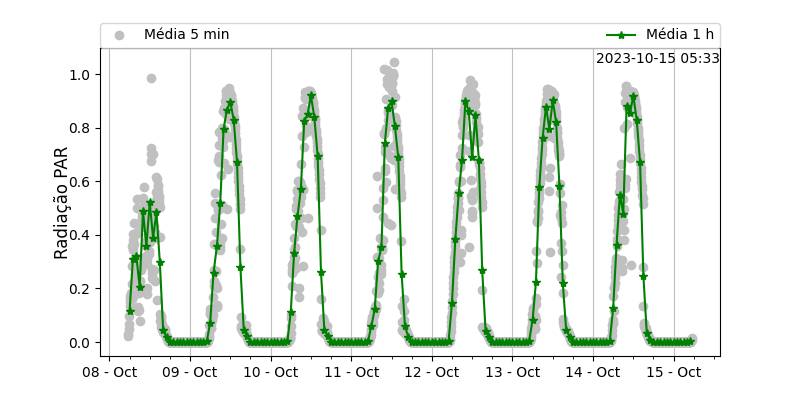 Média 5 min
Média 1 h
2023-10-15 05:33
Radiação PAR
1.0
0.8
0.6
0.4
0.2
0.0
08 - Oct
09 - Oct
10 - Oct
11 - Oct
12 - Oct
13 - Oct
14 - Oct
15 - Oct